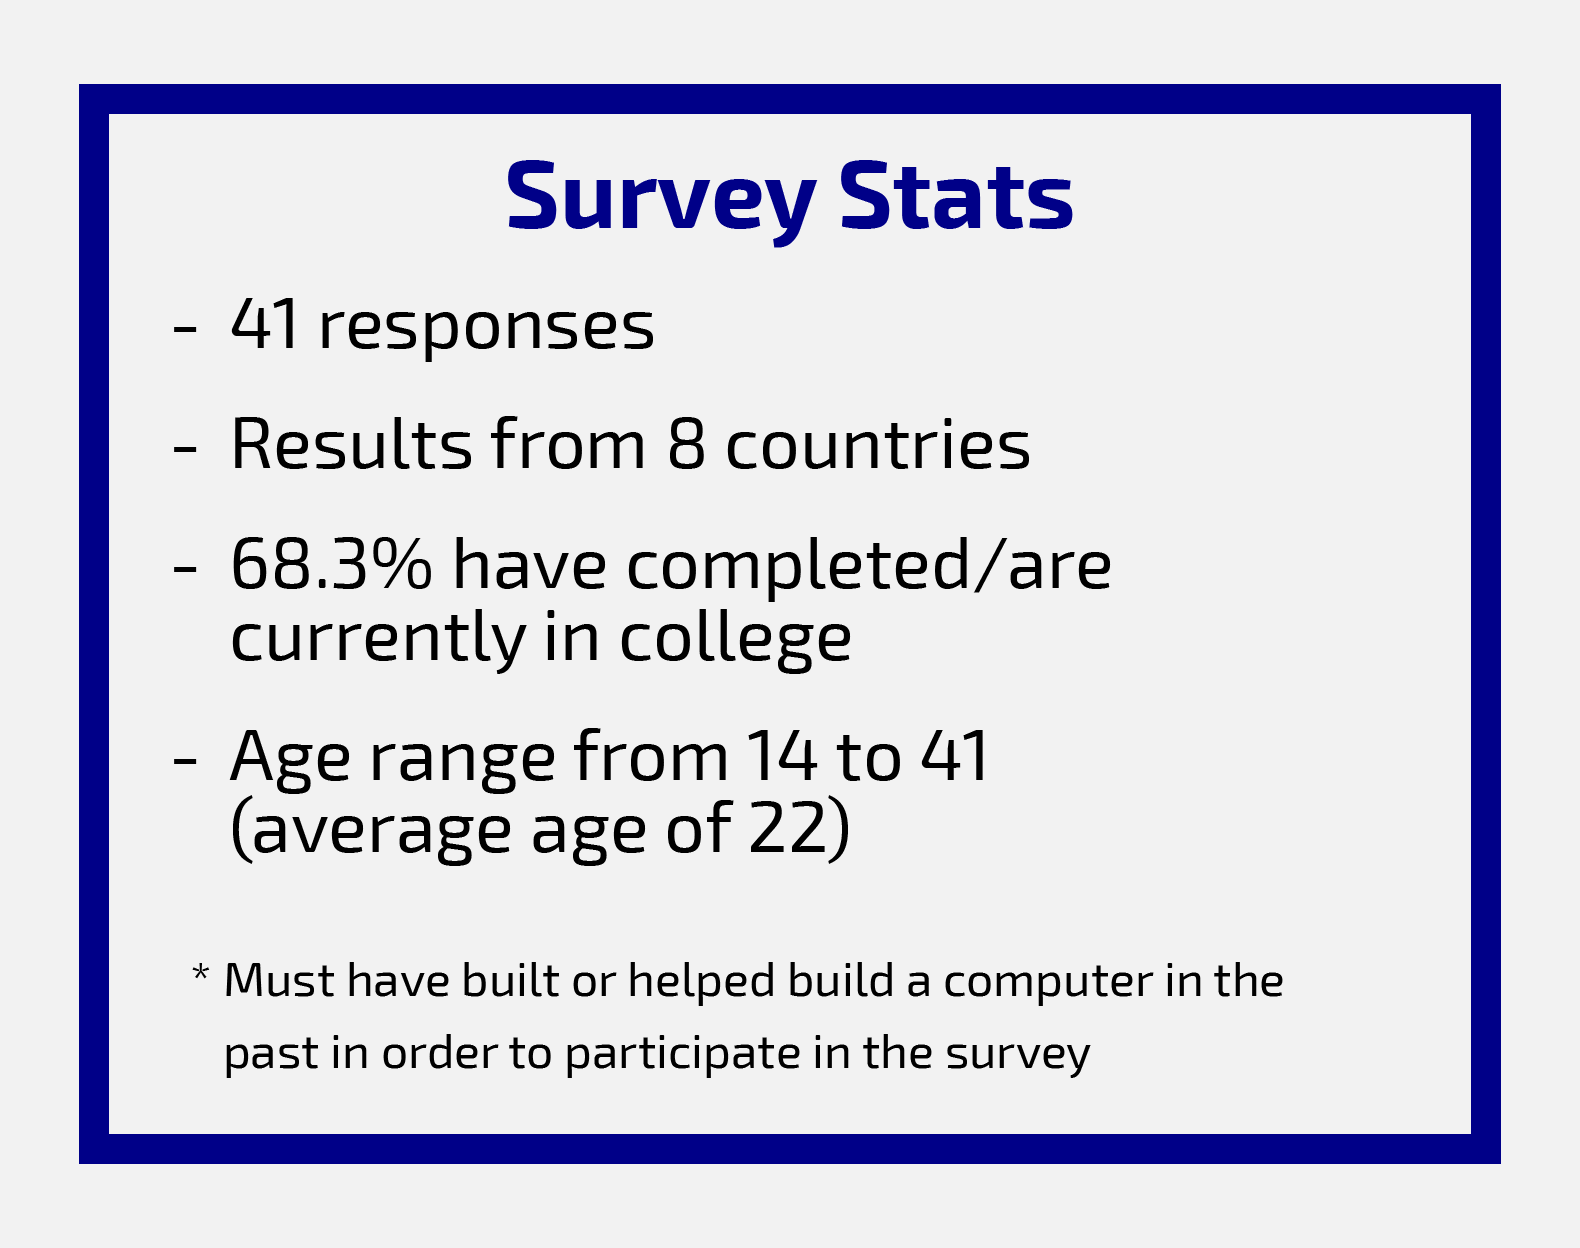 Survey Stats
- 41 responses
- Results from 8 countries
- 68.3% have completed/are
currently in college
- Age range from 14 to 41
(average age of 22)
* Must have built or helped build a computer in the
past in order to participate in the survey